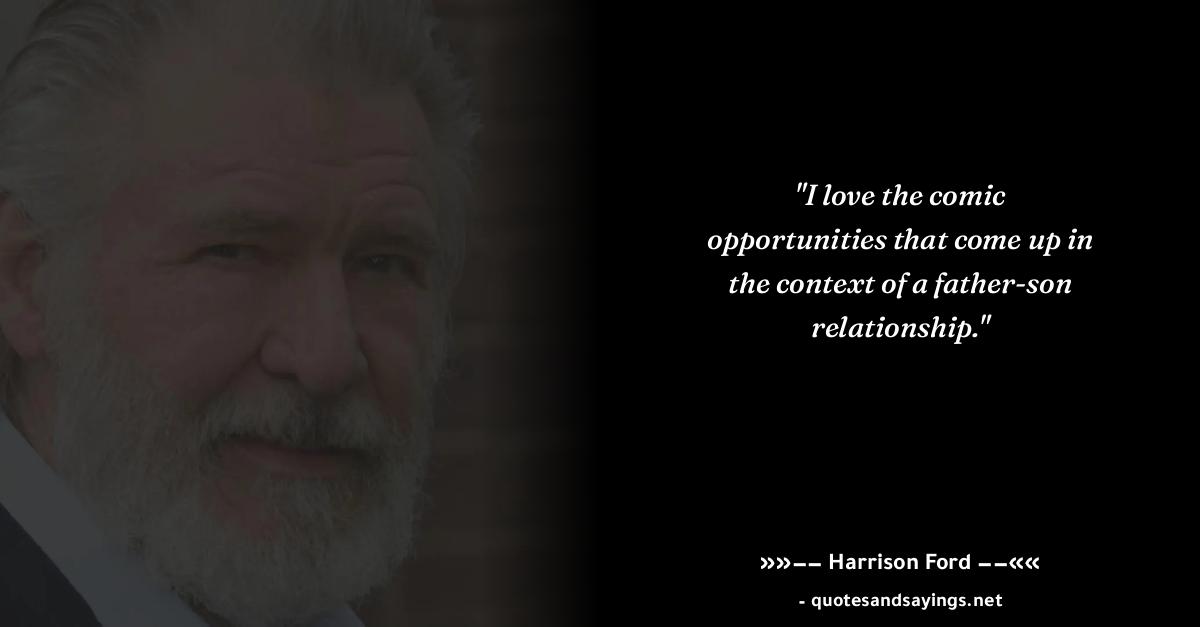 "I love the comic
opportunities that come up in
the context of a father-son
relationship."
»»—— Harrison Ford ——««
- quotesandsayings.net